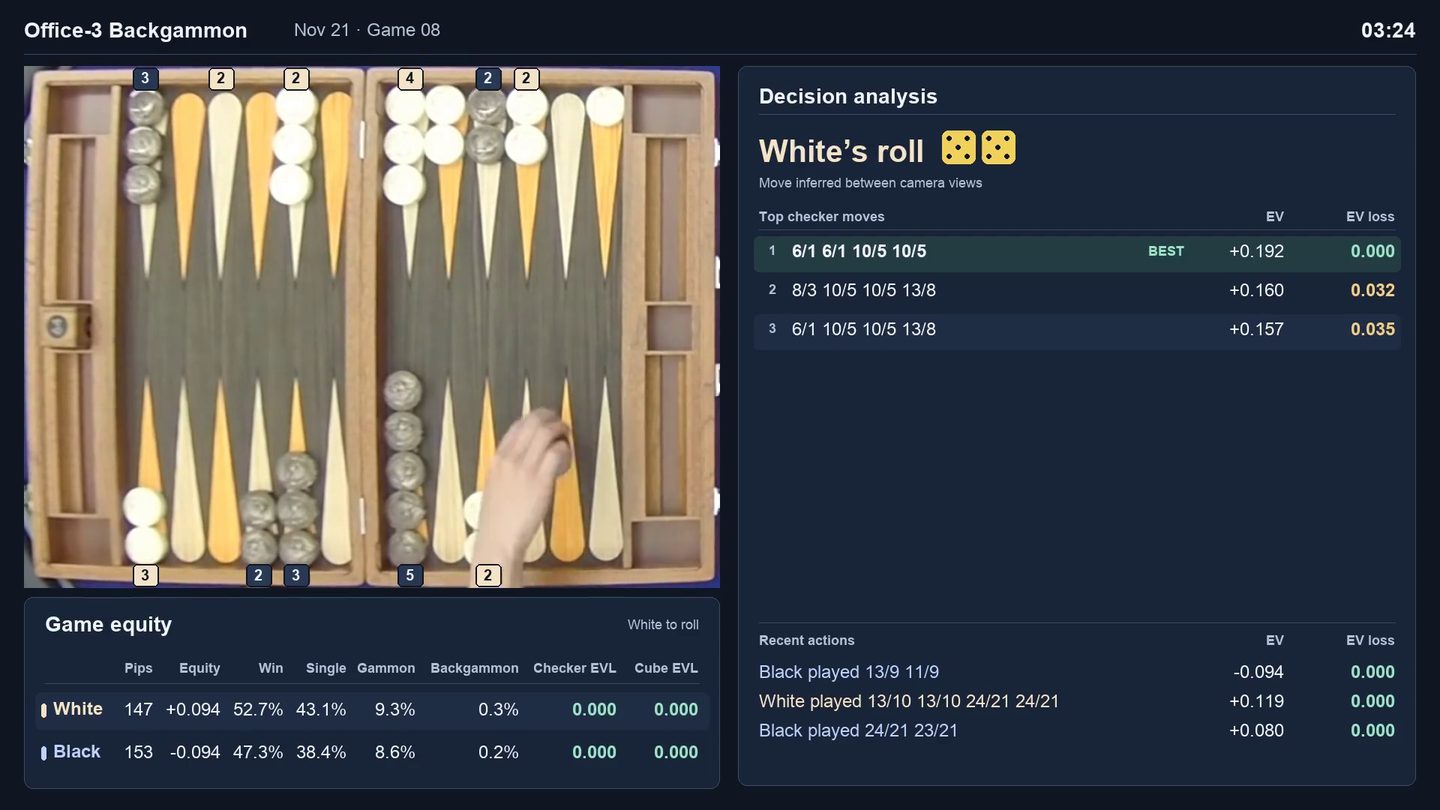 Office-3 Backgammon
Nov 21 · Game 08
03:24
3
2
2
4
2
2
3
2
3
5
2
Game equity
White to roll
Pips Equity Win Single Gammon Backgammon Checker EVL Cube EVL
White 147 +0.094 52.7% 43.1% 9.3% 0.3% 0.000 0.000
Black 153 -0.094 47.3% 38.4% 8.6% 0.2% 0.000 0.000
Decision analysis
White’s roll
Move inferred between camera views
Top checker moves EV EV loss
1 6/1 6/1 10/5 10/5 BEST +0.192 0.000
2 8/3 10/5 10/5 13/8 +0.160 0.032
3 6/1 10/5 10/5 13/8 +0.157 0.035
Recent actions EV EV loss
Black played 13/9 11/9 -0.094 0.000
White played 13/10 13/10 24/21 24/21 +0.119 0.000
Black played 24/21 23/21 +0.080 0.000